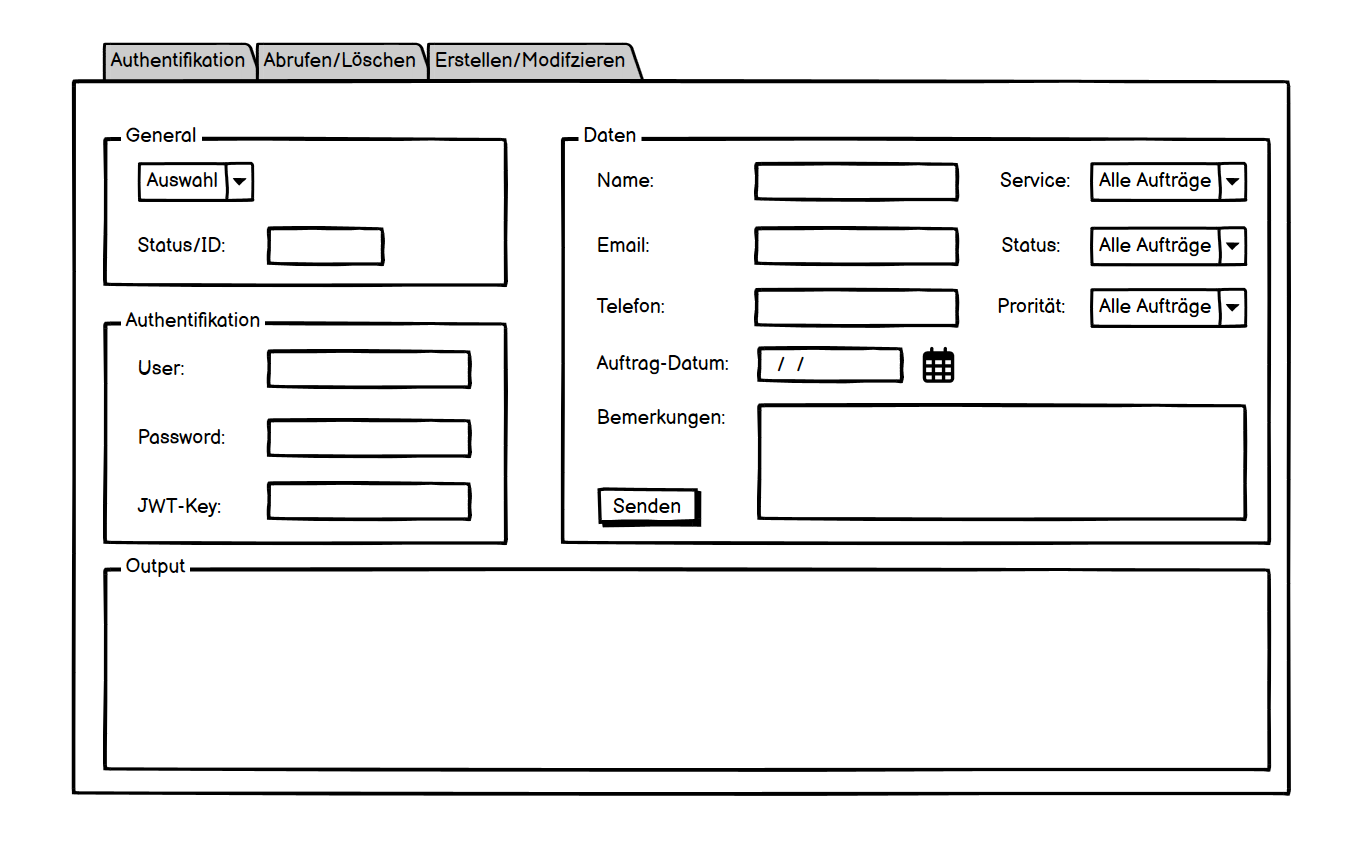 Authentifikation Abrufen/Löschen Erstellen/Modifzieren
General
Auswahl
Status/ID:
Authentifikation
User:
Password:
JWT-Key:
Daten
Name:
Service: Alle Aufträge
Email:
Status: Alle Aufträge
Telefon:
Prorität: Alle Aufträge
Auftrag-Datum: / /
Bemerkungen:
Senden
Output